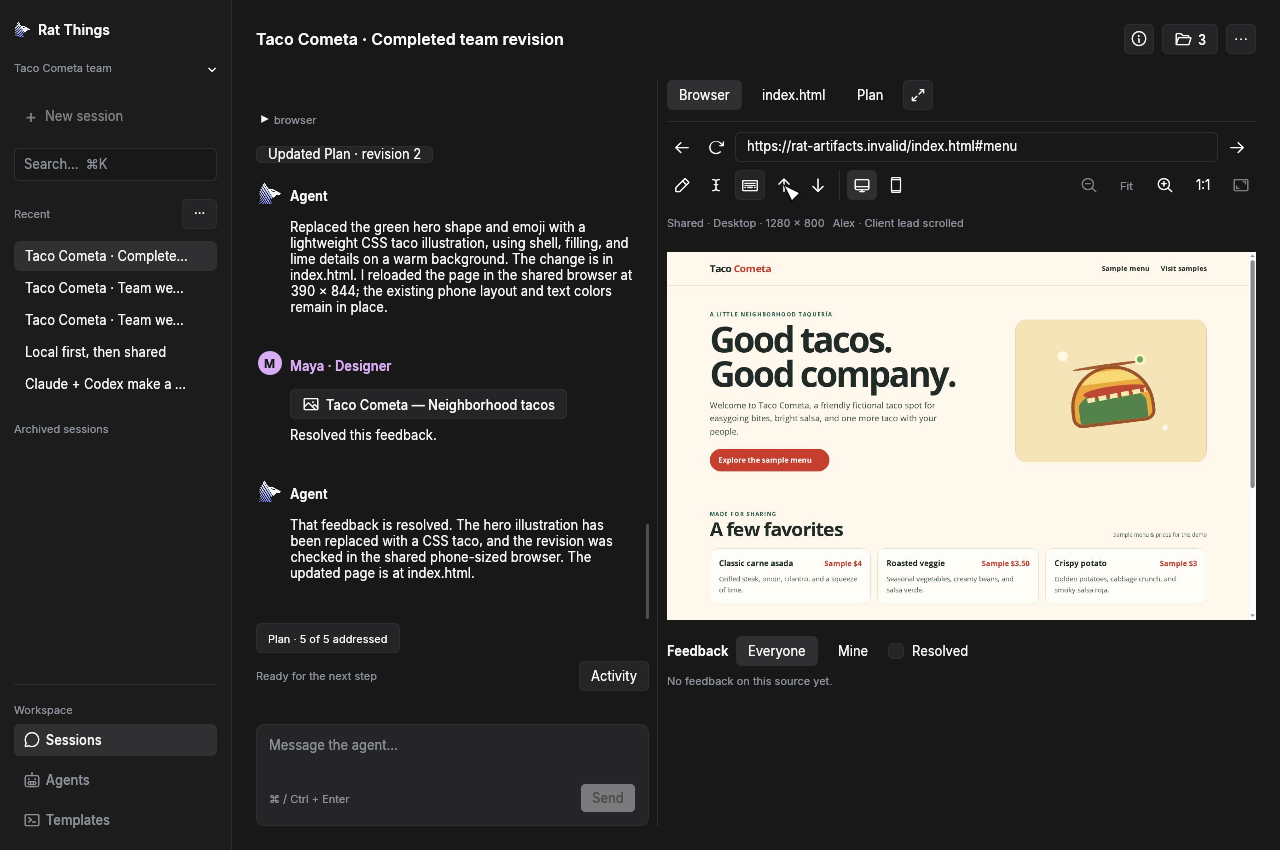 Rat Things
Taco Cometa team
+ New session
Search... ⌘K
Recent
Taco Cometa · Complete...
Taco Cometa · Team we...
Taco Cometa · Team we...
Local first, then shared
Claude + Codex make a ...
Archived sessions
Workspace
Sessions
Agents
Templates
Taco Cometa · Completed team revision
3
browser
Updated Plan · revision 2
Agent
Replaced the green hero shape and emoji with a
lightweight CSS taco illustration, using shell, filling, and
lime details on a warm background. The change is in
index.html. I reloaded the page in the shared browser at
390 × 844; the existing phone layout and text colors
remain in place.
M Maya · Designer
Taco Cometa — Neighborhood tacos
Resolved this feedback.
Agent
That feedback is resolved. The hero illustration has
been replaced with a CSS taco, and the revision was
checked in the shared phone-sized browser. The
updated page is at index.html.
Plan · 5 of 5 addressed
Ready for the next step
Activity
Message the agent...
⌘ / Ctrl + Enter
Send
Browser index.html Plan
https://rat-artifacts.invalid/index.html#menu
Fit 1:1
Shared · Desktop · 1280 × 800 Alex · Client lead scrolled
Taco Cometa
Sample menu Visit samples
A LITTLE NEIGHBORHOOD TAQUERÍA
Good tacos.
Good company.
Welcome to Taco Cometa, a friendly fictional taco spot for
easygoing bites, bright salsa, and one more taco with your
people.
Explore the sample menu
MADE FOR SHARING
A few favorites
Sample menu & prices for this demo
Classic carne asada Sample $4
Grilled steak, onion, cilantro, and a squeeze
of lime.
Roasted veggie Sample $3.50
Seasonal vegetables, creamy beans, and
salsa verde.
Crispy potato Sample $3
Golden potatoes, cabbage crunch, and
smoky salsa roja.
Feedback Everyone Mine Resolved
No feedback on this source yet.